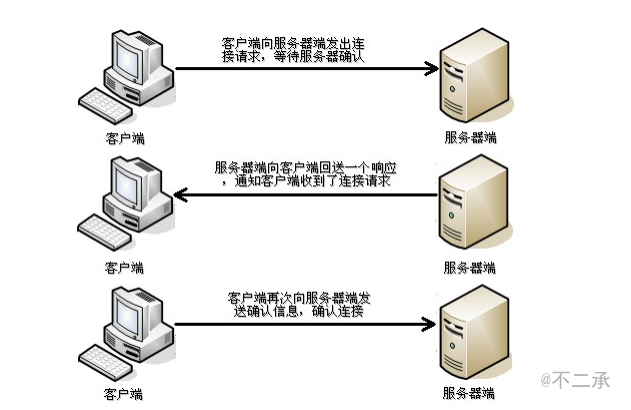 客户端向服务器端发出连
接请求，等待服务器确认
客户端
服务器端
服务器端向客户端回送一个响应
，通知客户端收到了连接请求
客户端
服务器端
客户端再次向服务器端发
送确认信息，确认连接
客户端
服务器端
@不二承